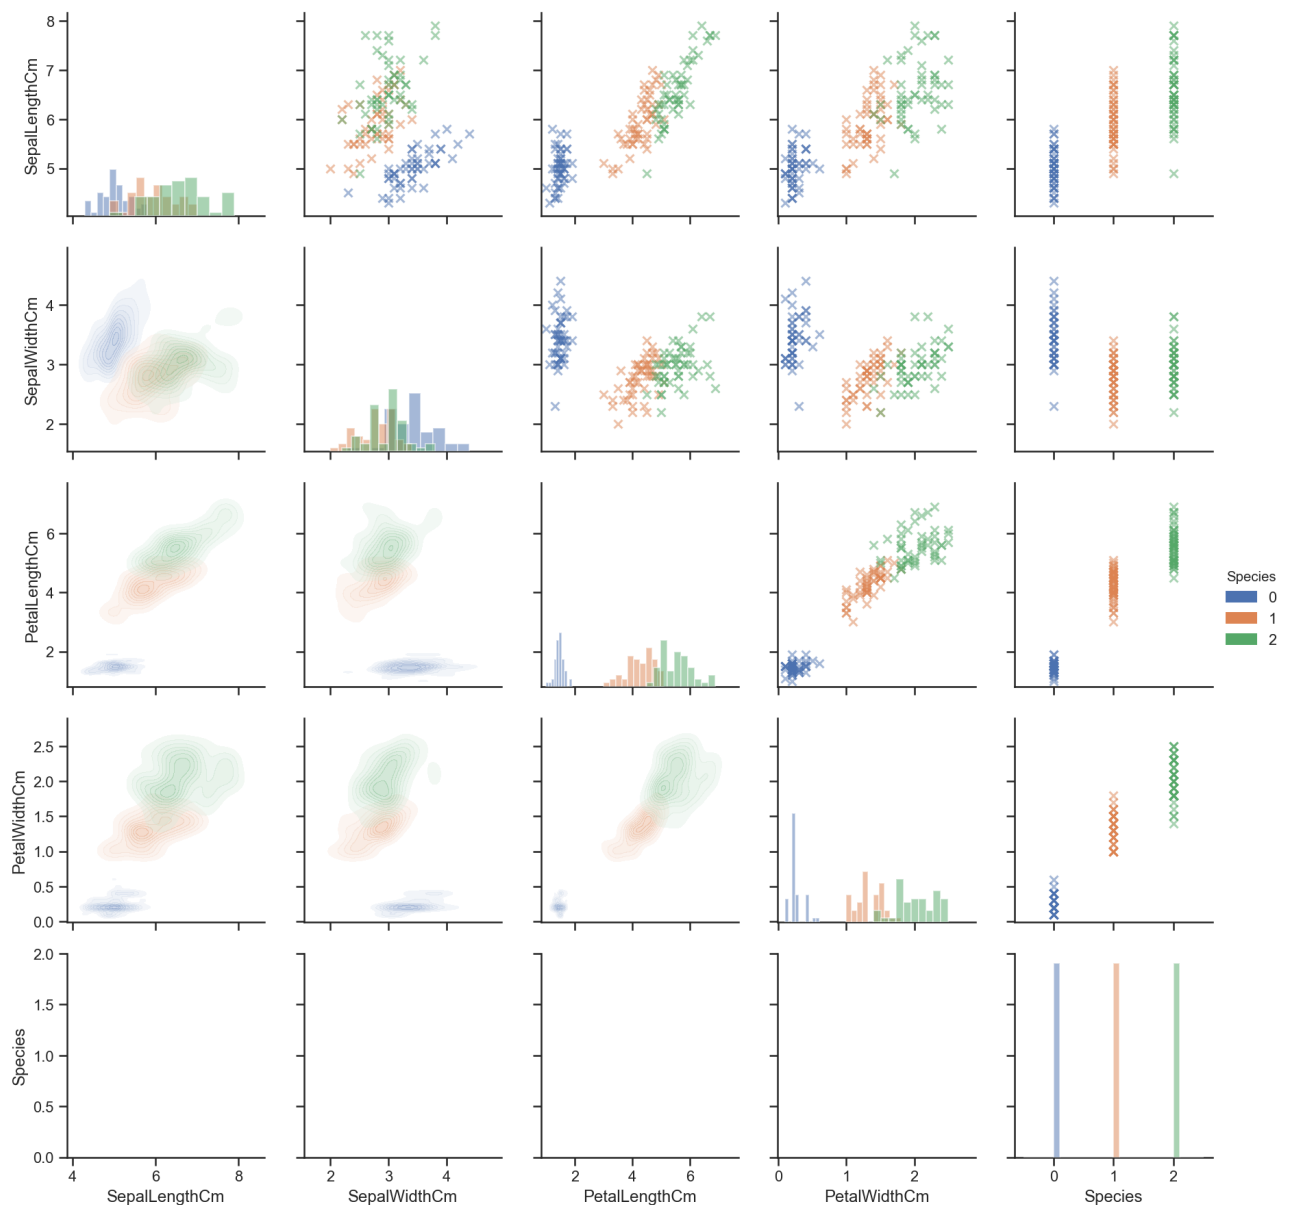 8
7
6
5
SepalLengthCm
4
3
2
SepalWidthCm
6
4
2
PetalLengthCm
Species
0
1
2
2.5
2.0
1.5
1.0
0.5
0.0
PetalWidthCm
2.0
1.5
1.0
0.5
0.0
Species
4 6 8
2 3 4
2 4 6
0 1 2
0 1 2
SepalLengthCm
SepalWidthCm
PetalLengthCm
PetalWidthCm
Species